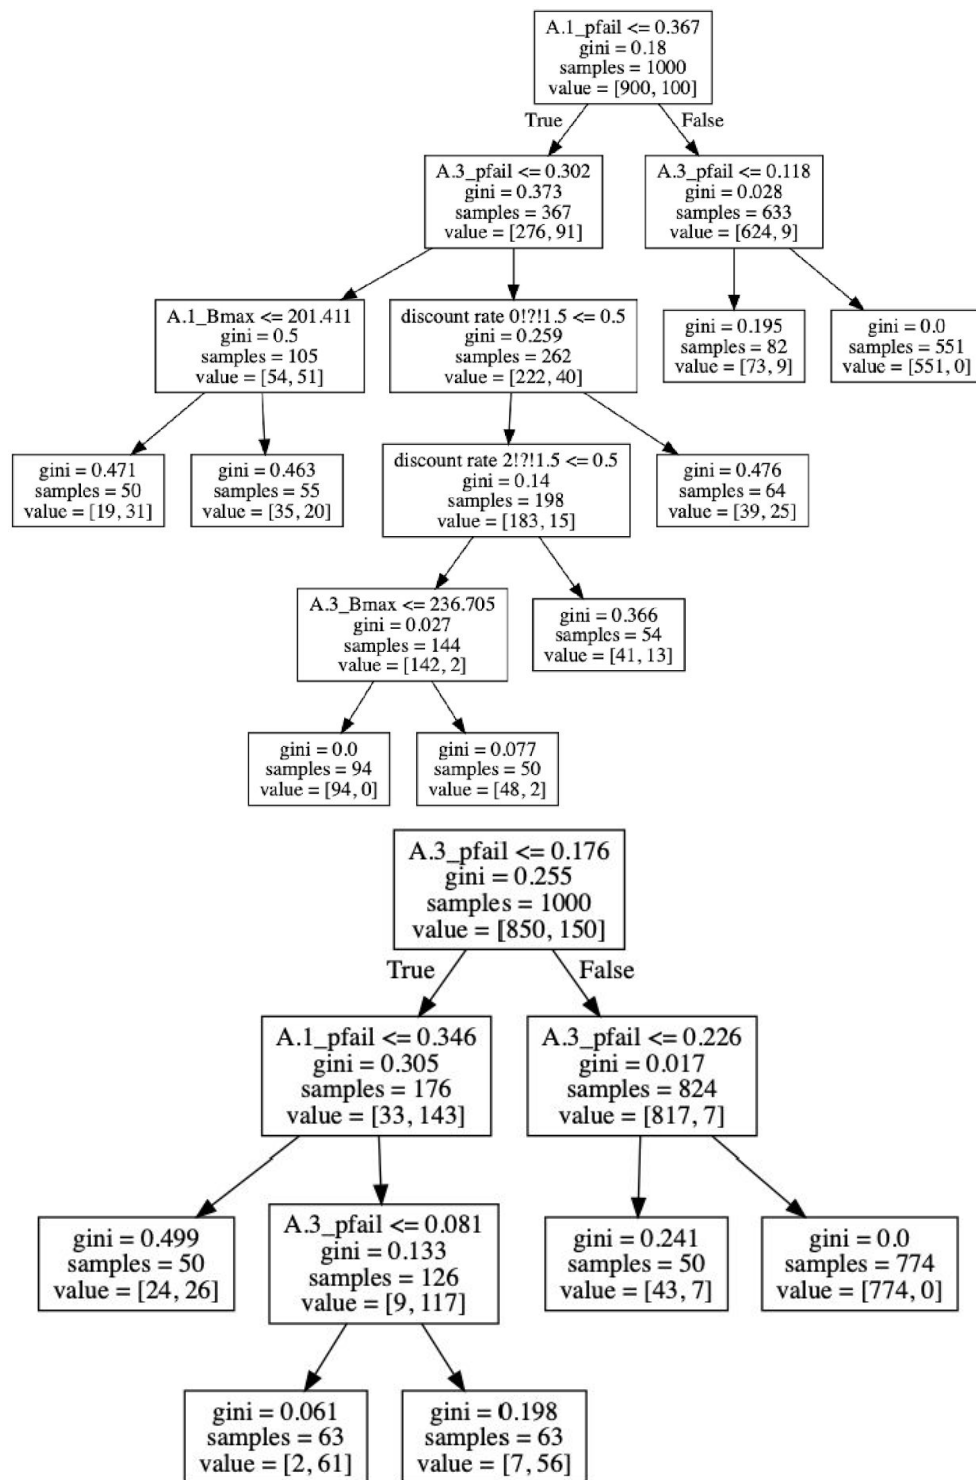 A.1_pfail <= 0.367
gini = 0.18
samples = 1000
value = [900, 100]
True
False
A.3_pfail <= 0.302
gini = 0.373
samples = 367
value = [276, 91]
A.3_pfail <= 0.118
gini = 0.028
samples = 633
value = [624, 9]
A.1_Bmax <= 201.411
gini = 0.5
samples = 105
value = [54, 51]
discount rate 0!?!1.5 <= 0.5
gini = 0.259
samples = 262
value = [222, 40]
gini = 0.195
samples = 82
value = [73, 9]
gini = 0.0
samples = 551
value = [551, 0]
gini = 0.471
samples = 50
value = [19, 31]
gini = 0.463
samples = 55
value = [35, 20]
discount rate 2!?!1.5 <= 0.5
gini = 0.14
samples = 198
value = [183, 15]
gini = 0.476
samples = 64
value = [39, 25]
A.3_Bmax <= 236.705
gini = 0.027
samples = 144
value = [142, 2]
gini = 0.366
samples = 54
value = [41, 13]
gini = 0.0
samples = 94
value = [94, 0]
gini = 0.077
samples = 50
value = [48, 2]
A.3_pfail <= 0.176
gini = 0.255
samples = 1000
value = [850, 150]
True
False
A.1_pfail <= 0.346
gini = 0.305
samples = 176
value = [33, 143]
A.3_pfail <= 0.226
gini = 0.017
samples = 824
value = [817, 7]
gini = 0.499
samples = 50
value = [24, 26]
A.3_pfail <= 0.081
gini = 0.133
samples = 126
value = [9, 117]
gini = 0.241
samples = 50
value = [43, 7]
gini = 0.0
samples = 774
value = [774, 0]
gini = 0.061
samples = 63
value = [2, 61]
gini = 0.198
samples = 63
value = [7, 56]